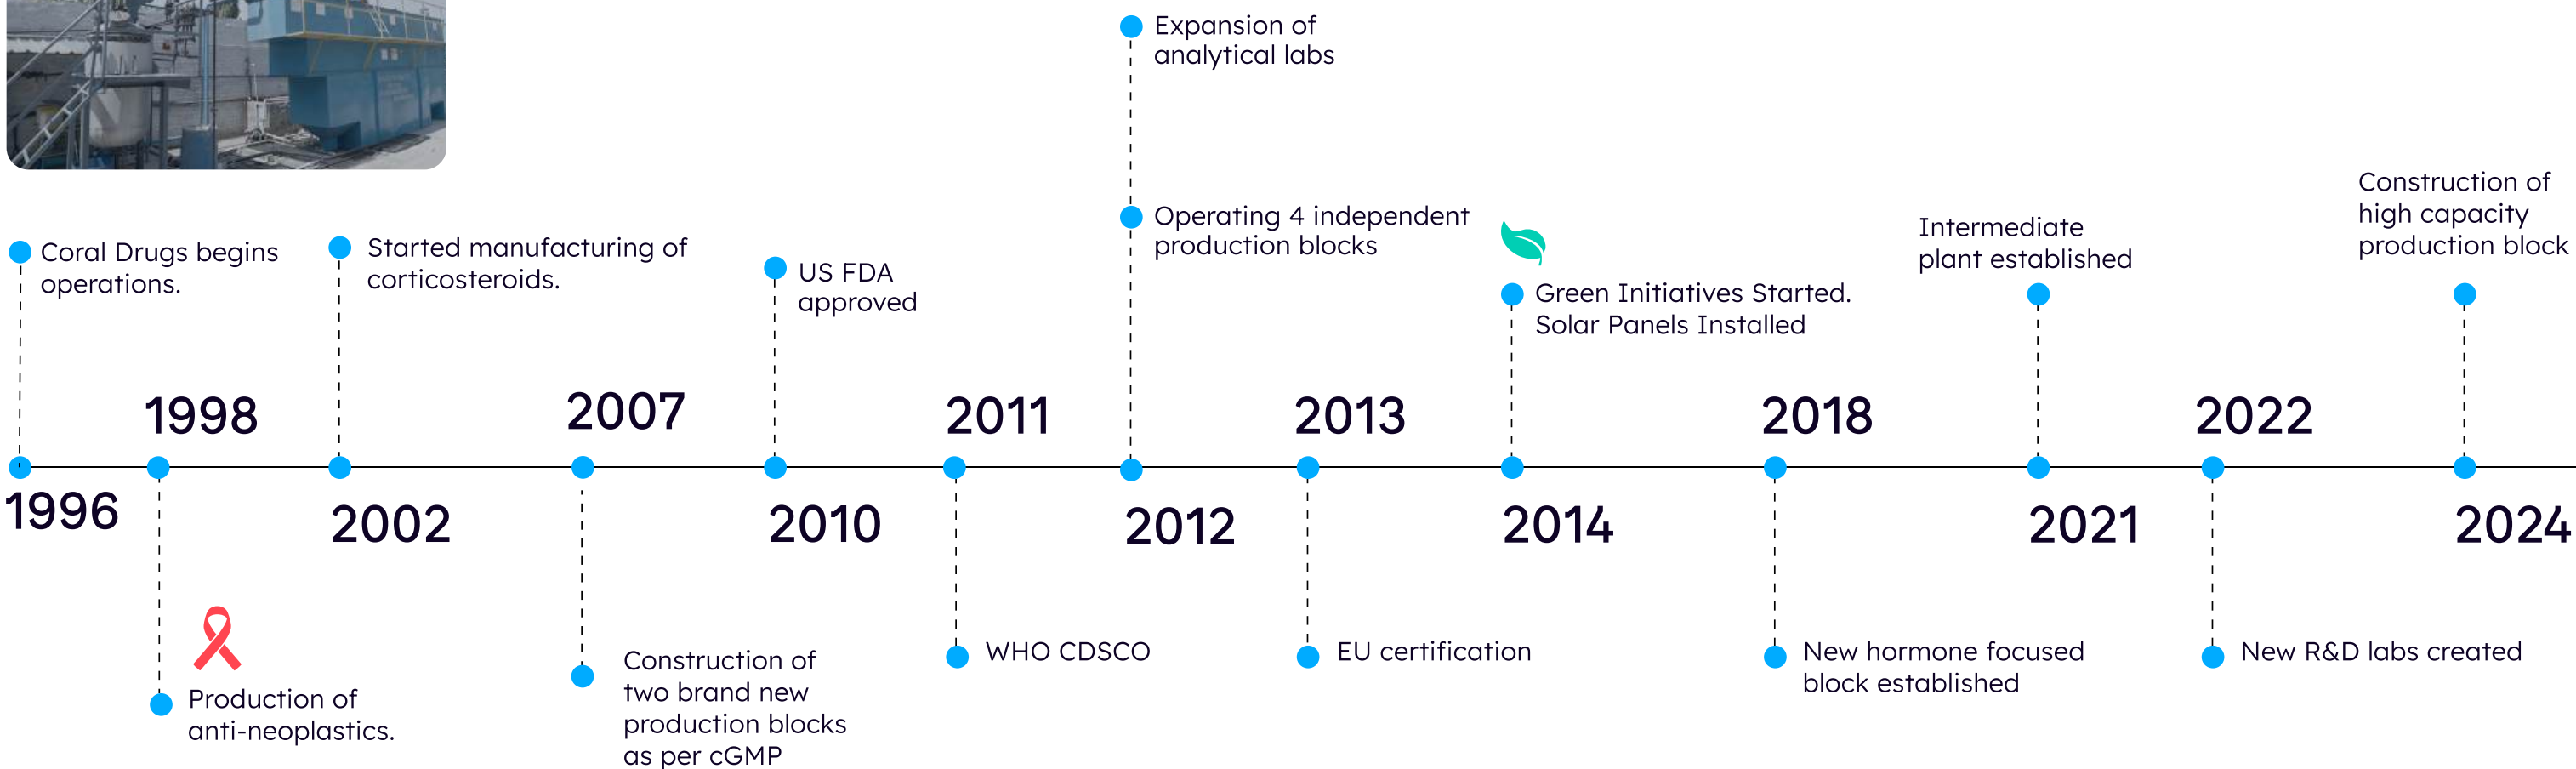 Expansion of
analytical labs
Operating 4 independent
production blocks
Coral Drugs begins
operations.
Started manufacturing of
corticosteroids.
US FDA
approved
Green Initiatives Started.
Solar Panels Installed
Intermediate
plant established
Construction of
high capacity
production block
1998
2007
2011
2013
2018
2022
1996
2002
2010
2012
2014
2021
2024
Production of
anti-neoplastics.
Construction of
two brand new
production blocks
as per cGMP
WHO CDSCO
EU certification
New hormone focused
block established
New R&D labs created